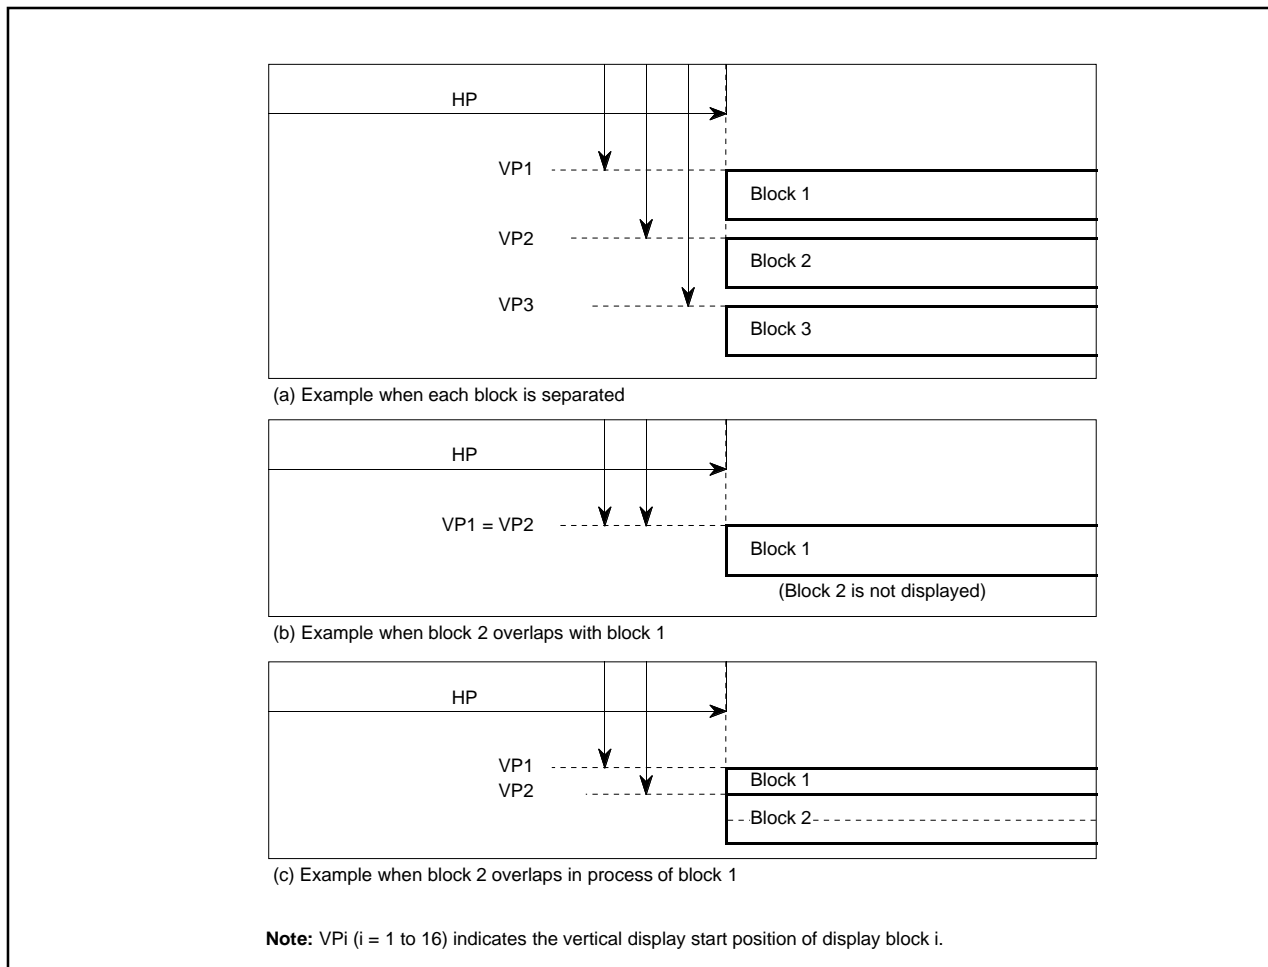 HP
VP1
Block 1
VP2
Block 2
VP3
Block 3
(a) Example when each block is separated
HP
VP1 = VP2
Block 1
(Block 2 is not displayed)
(b) Example when block 2 overlaps with block 1
HP
VP1
Block 1
VP2
Block 2
(c) Example when block 2 overlaps in process of block 1
Note: VPi (i = 1 to 16) indicates the vertical display start position of display block i.